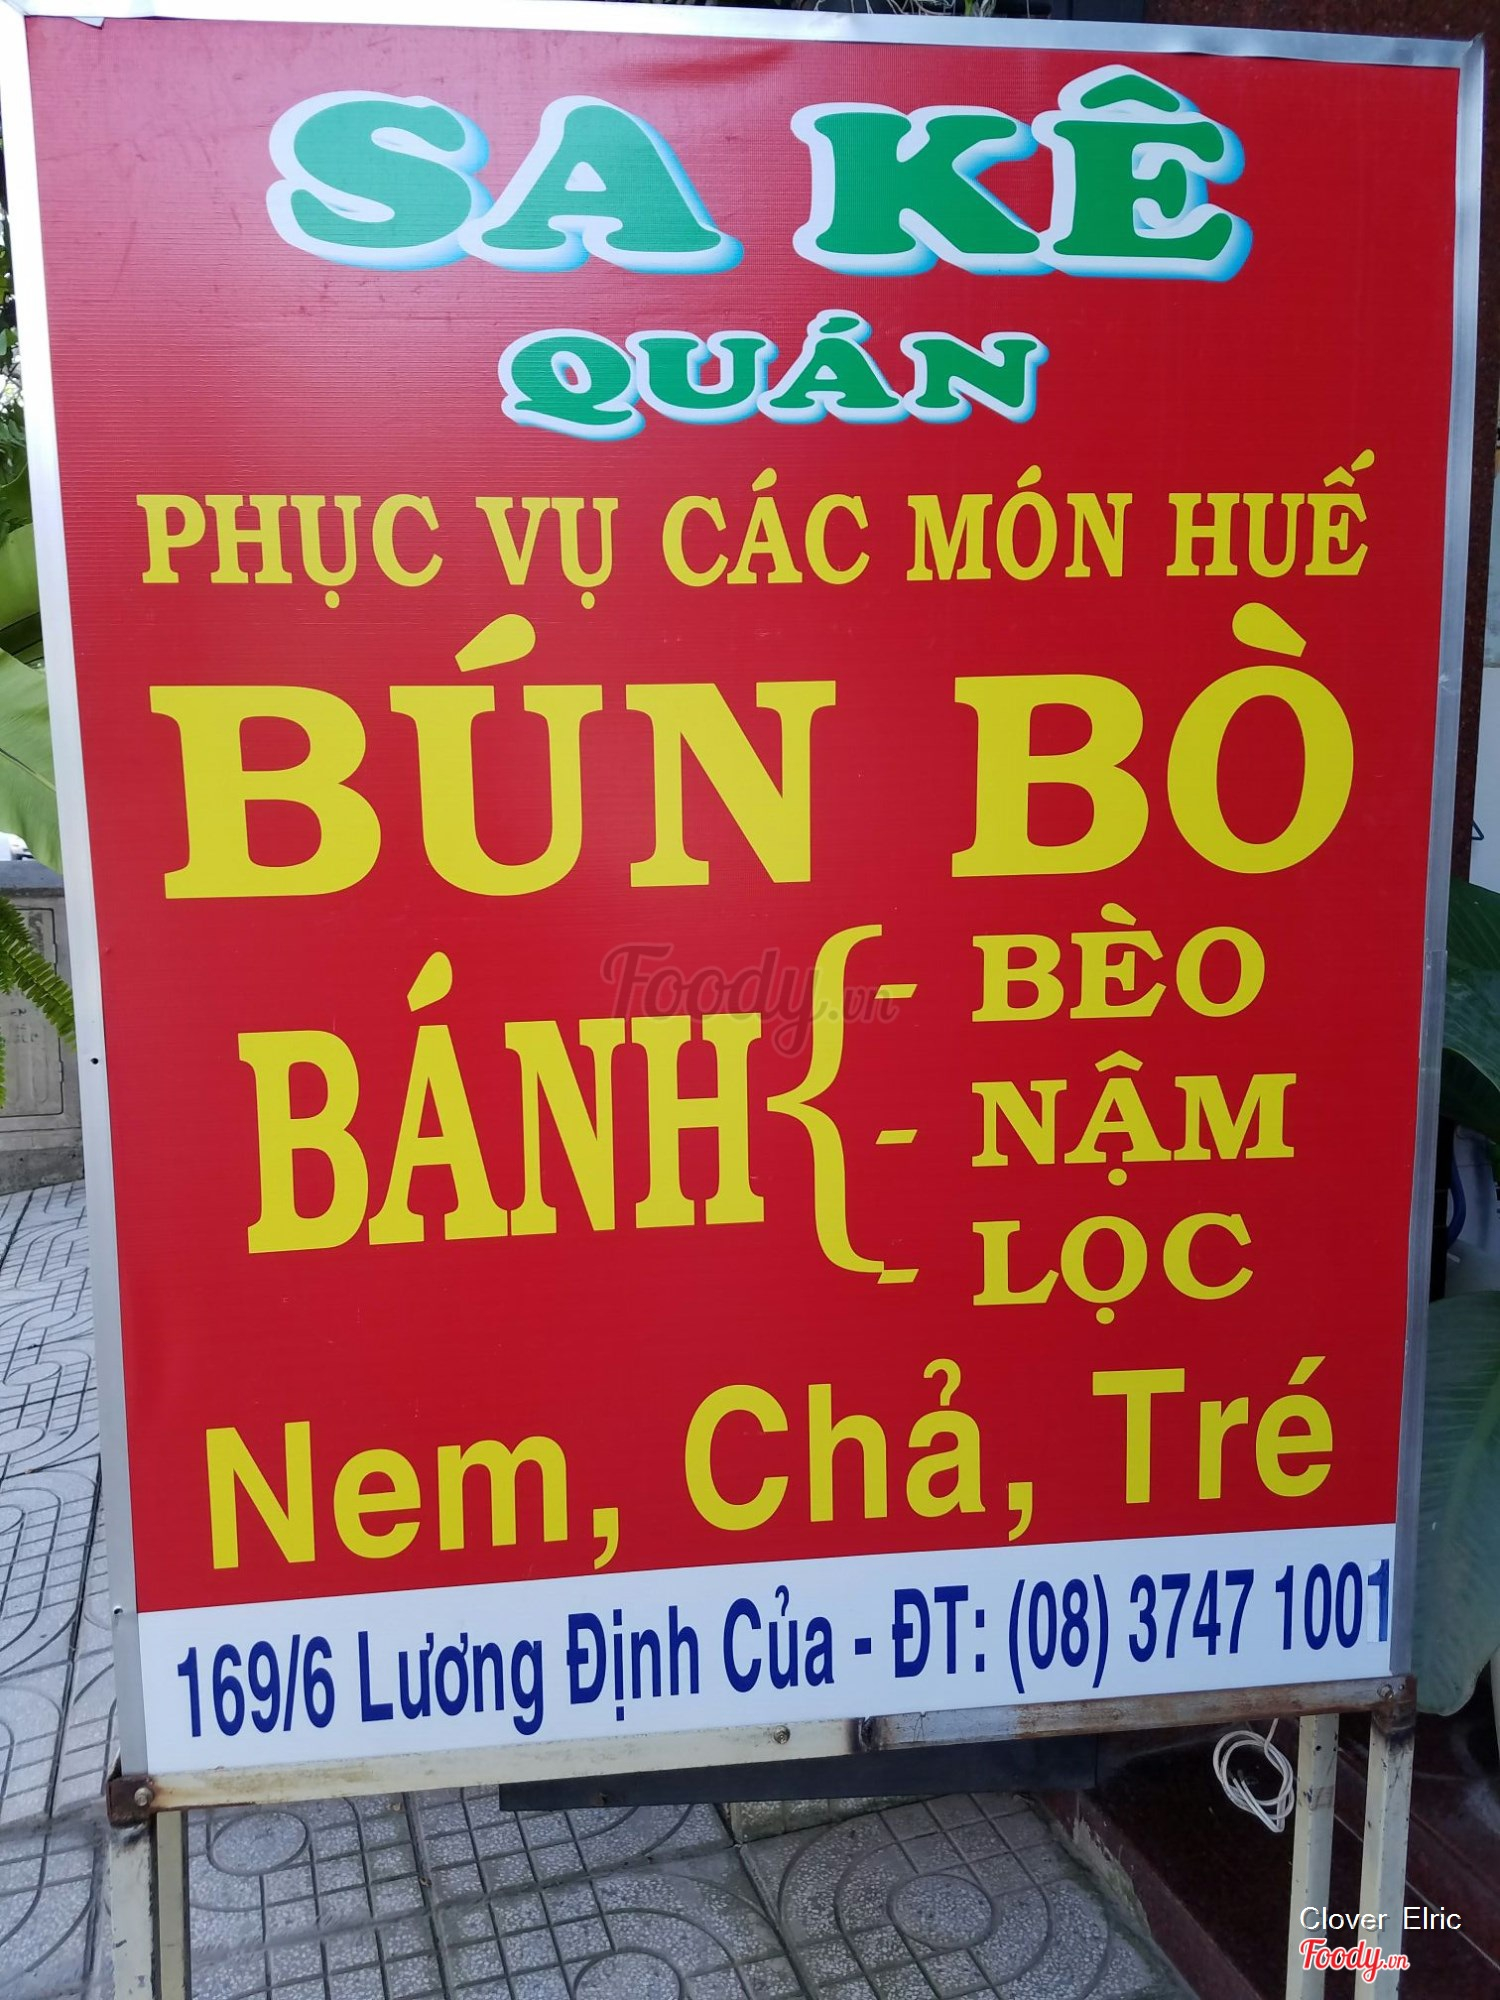 SA KÊ
QUÁN
PHỤC VỤ CÁC MÓN HUẾ
BÚN BÒ
BÁNH { - BÈO
- NẬM
- LỌC
Foody.vn
Nem, Chả, Tré
169/6 Lương Định Của - ĐT: (08) 3747 1001
Clover Elric
Foody.vn